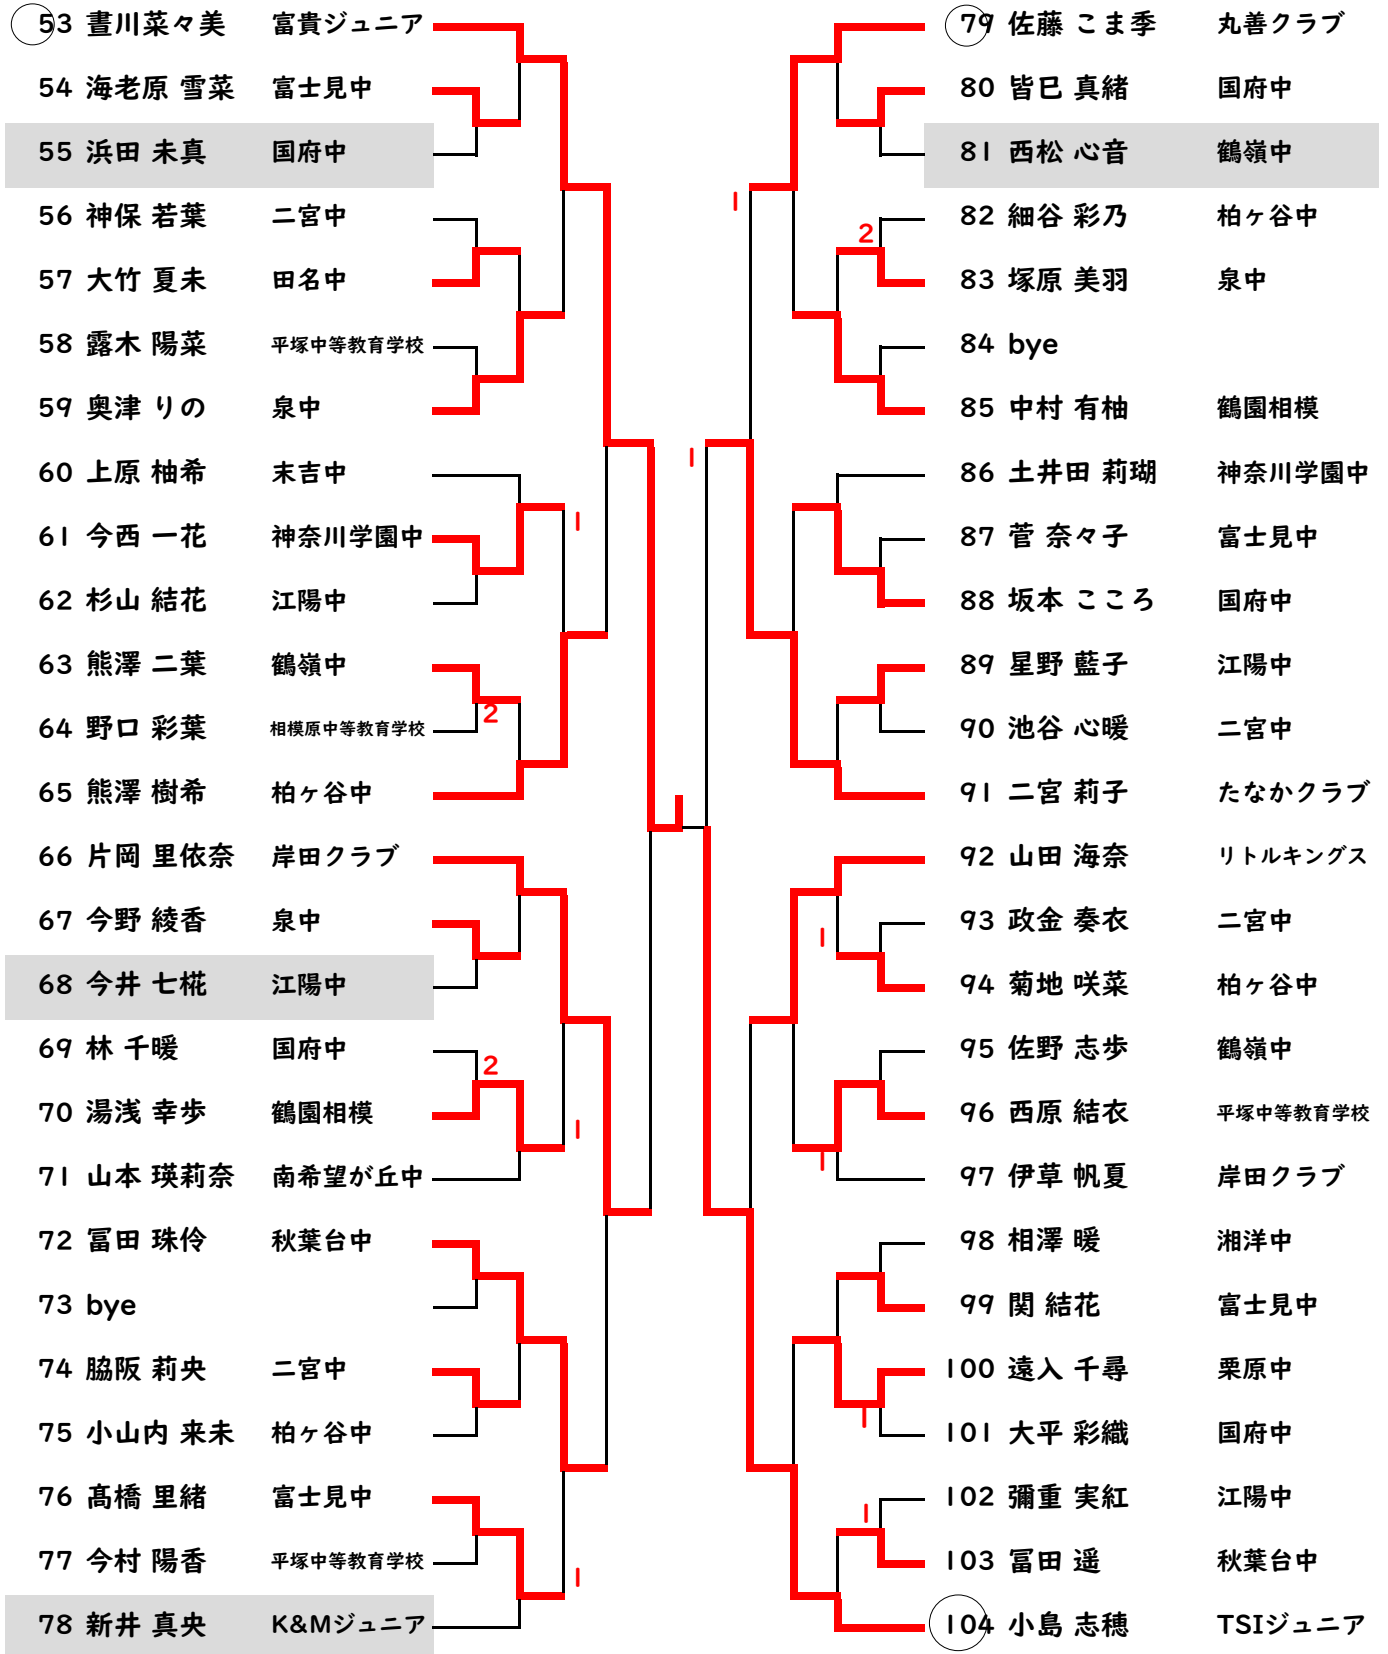 53 晝川菜々美 富貴ジュニア
54 海老原 雪菜 富士見中
55 浜田 未真 国府中
56 神保 若葉 二宮中
57 大竹 夏未 田名中
58 露木 陽菜 平塚中等教育学校
59 奥津 りの 泉中
60 上原 柚希 末吉中
61 今西 一花 神奈川学園中
1
62 杉山 結花 江陽中
63 熊澤 二葉 鶴嶺中
2
64 野口 彩葉 相模原中等教育学校
65 熊澤 樹希 柏ヶ谷中
66 片岡 里依奈 岸田クラブ
67 今野 綾香 泉中
68 今井 七椛 江陽中
69 林 千暖 国府中
2
70 湯浅 幸歩 鶴園相模
1
71 山本 瑛莉奈 南希望が丘中
72 冨田 珠伶 秋葉台中
73 bye
74 脇阪 莉央 二宮中
75 小山内 来未 柏ヶ谷中
76 髙橋 里緒 富士見中
77 今村 陽香 平塚中等教育学校
1
78 新井 真央 K&Mジュニア
79 佐藤 こま季 丸善クラブ
80 皆巳 真緒 国府中
81 西松 心音 鶴嶺中
1
82 細谷 彩乃 柏ヶ谷中
2
83 塚原 美羽 泉中
84 bye
85 中村 有柚 鶴園相模
1
86 土井田 莉瑚 神奈川学園中
87 菅 奈々子 富士見中
88 坂本 こころ 国府中
89 星野 藍子 江陽中
90 池谷 心暖 二宮中
91 二宮 莉子 たなかクラブ
92 山田 海奈 リトルキングス
93 政金 奏衣 二宮中
1
94 菊地 咲菜 柏ヶ谷中
95 佐野 志歩 鶴嶺中
96 西原 結衣 平塚中等教育学校
1
97 伊草 帆夏 岸田クラブ
98 相澤 暖 湘洋中
99 関 結花 富士見中
100 遠入 千尋 栗原中
1
101 大平 彩織 国府中
102 彌重 実紅 江陽中
1
103 冨田 遥 秋葉台中
104 小島 志穂 TSIジュニア